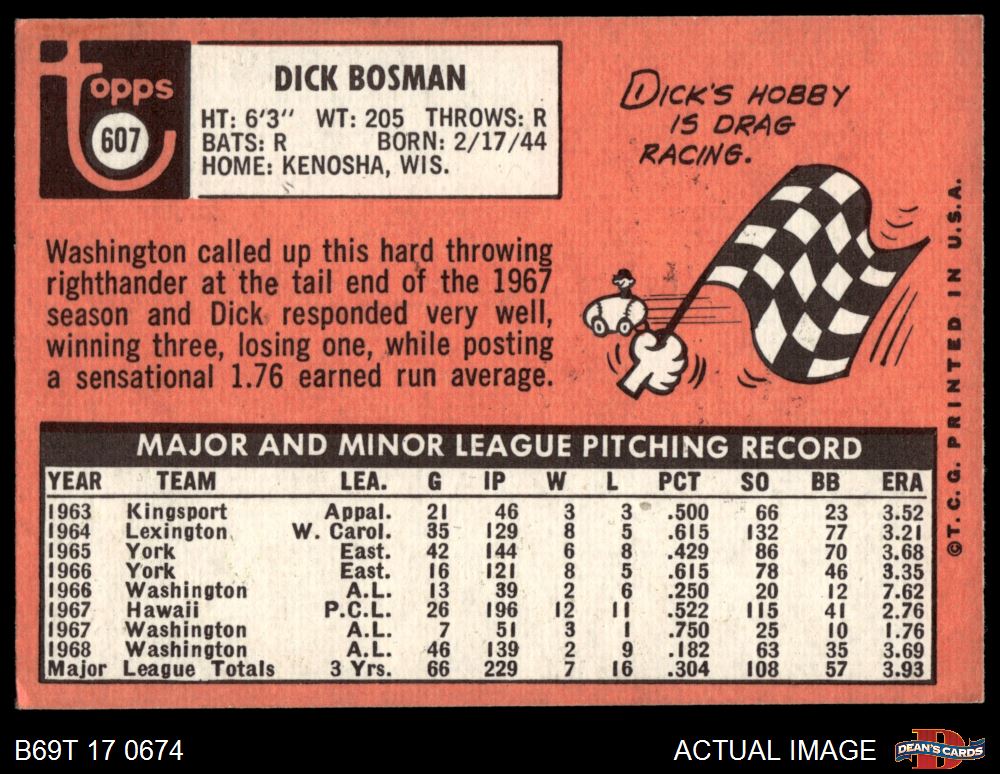 topps
607
DICK BOSMAN
HT: 6'3" WT: 205 THROWS: R
BATS: R BORN: 2/17/44
HOME: KENOSHA, WIS.
DICK'S HOBBY
IS DRAG
RACING.
Washington called up this hard throwing
righthander at the tail end of the 1967
season and Dick responded very well,
winning three, losing one, while posting
a sensational 1.76 earned run average.
MAJOR AND MINOR LEAGUE PITCHING RECORD
YEAR TEAM LEA. G IP W L PCT SO BB ERA
1963 Kingsport Appal. 21 46 3 3 .500 66 23 3.52
1964 Lexington W. Carol. 35 129 8 5 .615 132 77 3.21
1965 York East. 42 144 6 8 .429 86 70 3.68
1966 York East. 16 121 8 5 .615 78 46 3.35
1966 Washington A.L. 13 39 2 6 .250 20 12 7.62
1967 Hawaii P.C.L. 26 196 12 11 .522 115 41 2.76
1967 Washington A.L. 7 51 3 1 .750 25 10 1.76
1968 Washington A.L. 46 139 2 9 .182 63 35 3.69
Major League Totals 3 Yrs. 66 229 7 16 .304 108 57 3.93
©T.C.G. PRINTED IN U.S.A.
B69T 17 0674
ACTUAL IMAGE
DEAN'S CARDS